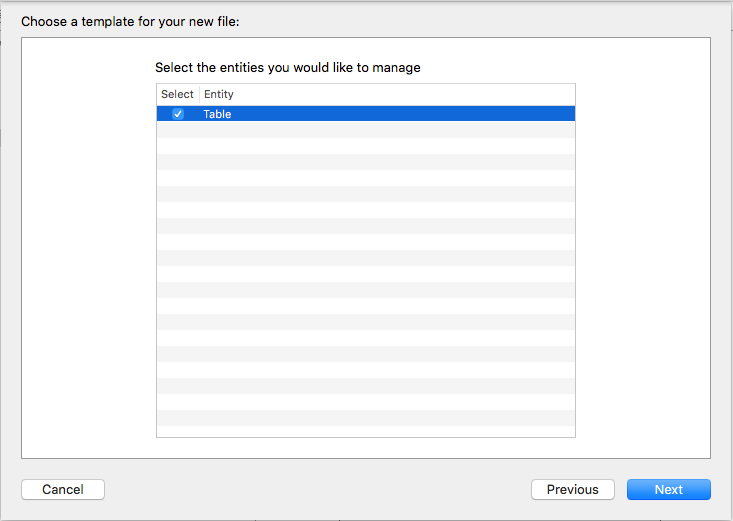 Choose a template for your new file:
Select the entities you would like to manage
Select Entity
Table
Cancel Previous Next